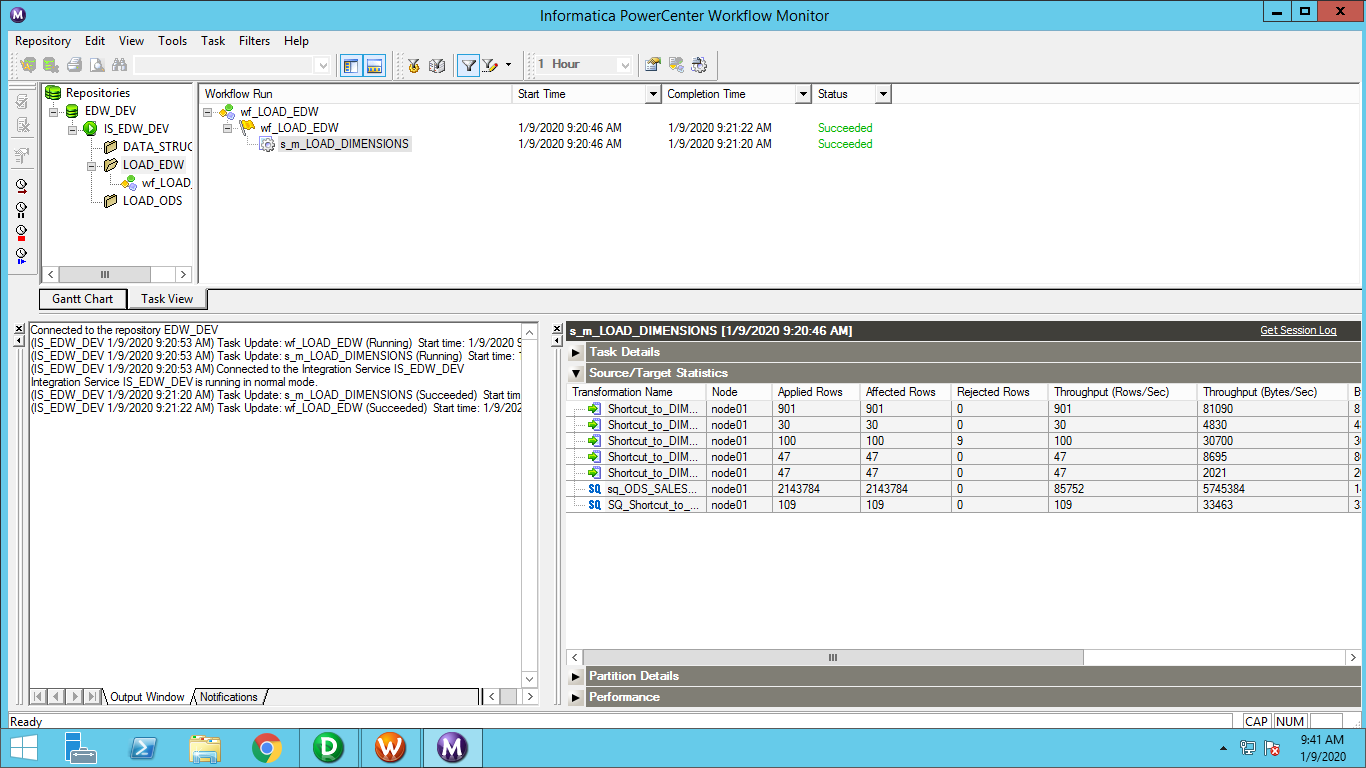 Informatica PowerCenter Workflow Monitor
Repository Edit View Tools Task Filters Help
1 Hour
Repositories
EDW_DEV
IS_EDW_DEV
DATA_STRUC
LOAD_EDW
wf_LOAD_
LOAD_ODS
Workflow Run Start Time Completion Time Status
wf_LOAD_EDW
wf_LOAD_EDW 1/9/2020 9:20:46 AM 1/9/2020 9:21:22 AM Succeeded
s_m_LOAD_DIMENSIONS 1/9/2020 9:20:46 AM 1/9/2020 9:21:20 AM Succeeded
Gantt Chart Task View
Connected to the repository EDW_DEV
(IS_EDW_DEV 1/9/2020 9:20:53 AM) Task Update: wf_LOAD_EDW (Running) Start time: 1/9/2020
(IS_EDW_DEV 1/9/2020 9:20:53 AM) Task Update: s_m_LOAD_DIMENSIONS (Running) Start time:
(IS_EDW_DEV 1/9/2020 9:20:53 AM) Connected to the Integration Service IS_EDW_DEV
Integration Service IS_EDW_DEV is running in normal mode.
(IS_EDW_DEV 1/9/2020 9:21:20 AM) Task Update: s_m_LOAD_DIMENSIONS (Succeeded) Start time:
(IS_EDW_DEV 1/9/2020 9:21:22 AM) Task Update: wf_LOAD_EDW (Succeeded) Start time: 1/9/202
Output Window Notifications
s_m_LOAD_DIMENSIONS [1/9/2020 9:20:46 AM] Get Session Log
Task Details
Source/Target Statistics
Transformation Name Node Applied Rows Affected Rows Rejected Rows Throughput (Rows/Sec) Throughput (Bytes/Sec) B
Shortcut_to_DIM... node01 901 901 0 901 81090 8
Shortcut_to_DIM... node01 30 30 0 30 4830 4
Shortcut_to_DIM... node01 100 100 9 100 30700 3
Shortcut_to_DIM... node01 47 47 0 47 8695 8
Shortcut_to_DIM... node01 47 47 0 47 2021 2
SQ sq_ODS_SALES... node01 2143784 2143784 0 85752 5745384 1
SQ SQ_Shortcut_to_... node01 109 109 0 109 33463 3
Partition Details
Performance
Ready CAP NUM
9:41 AM
1/9/2020